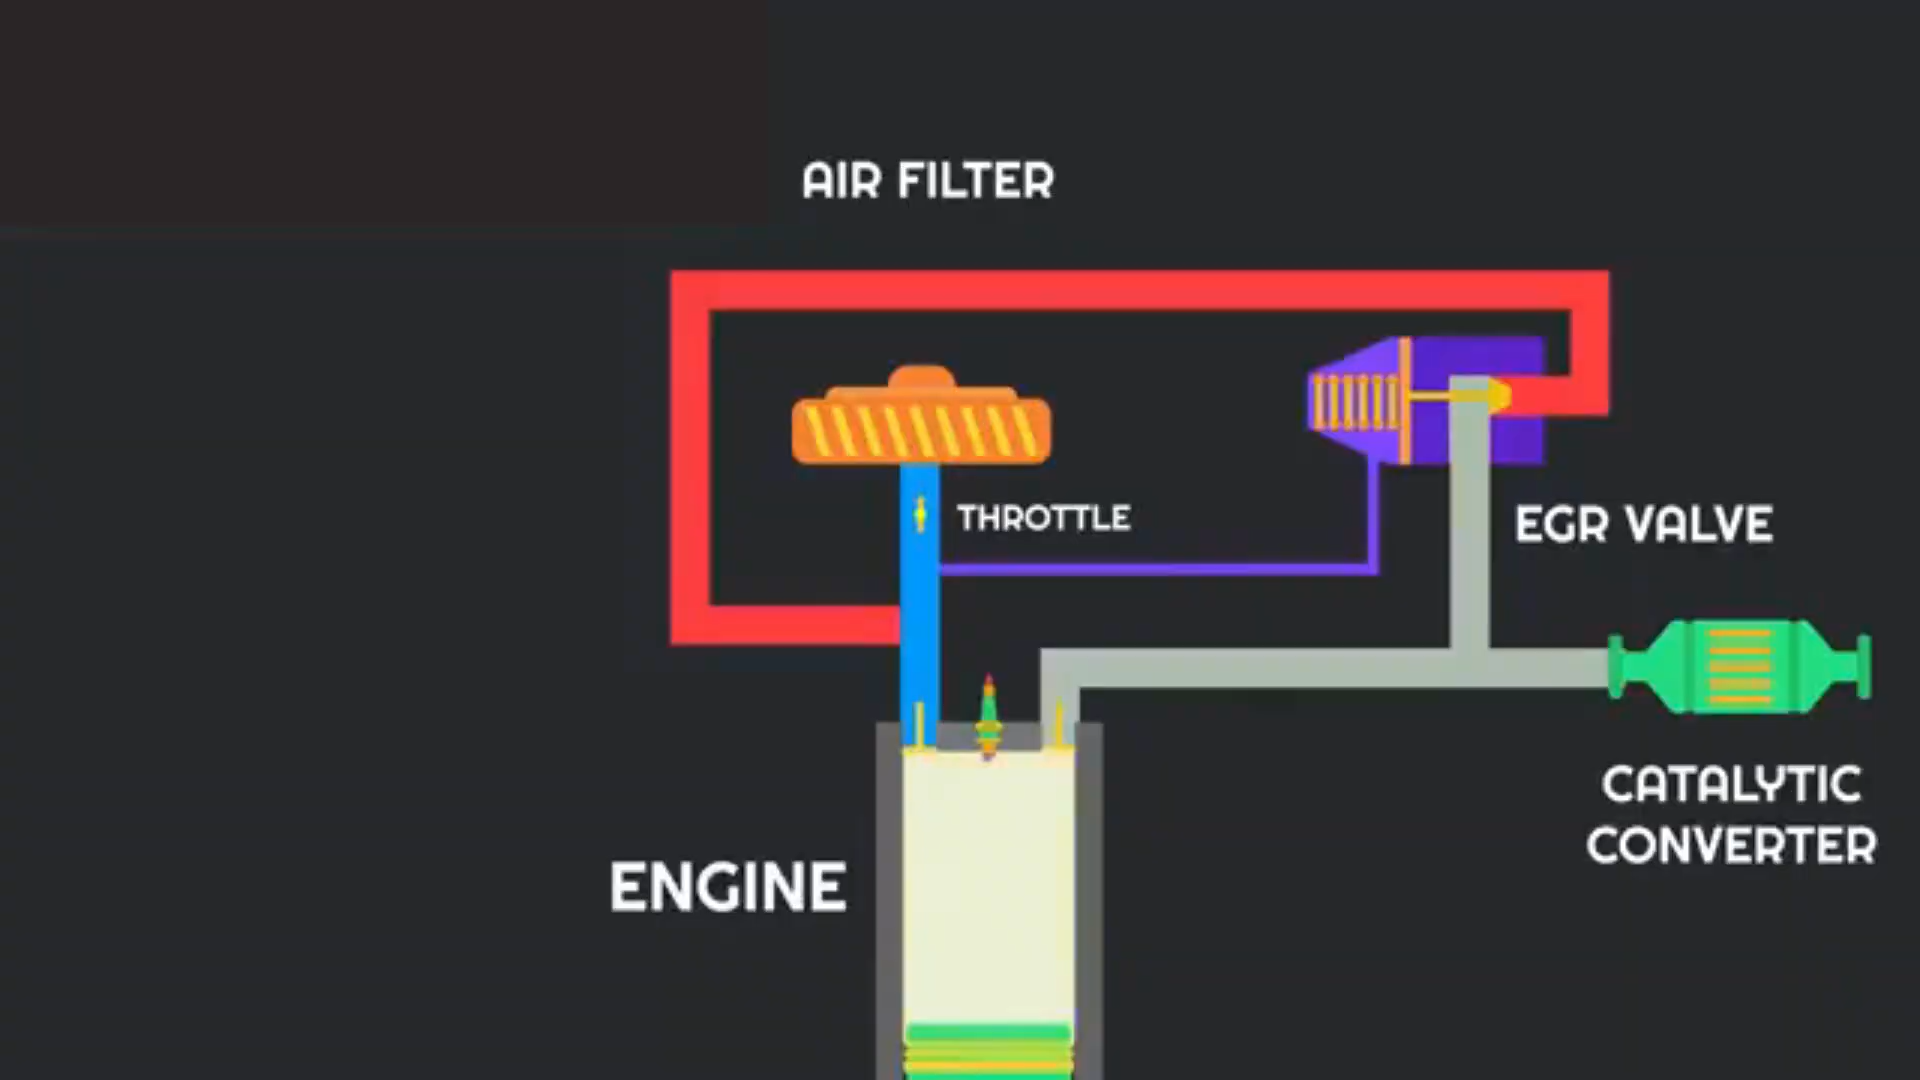 AIR FILTER
THROTTLE
EGR VALVE
CATALYTIC
CONVERTER
ENGINE